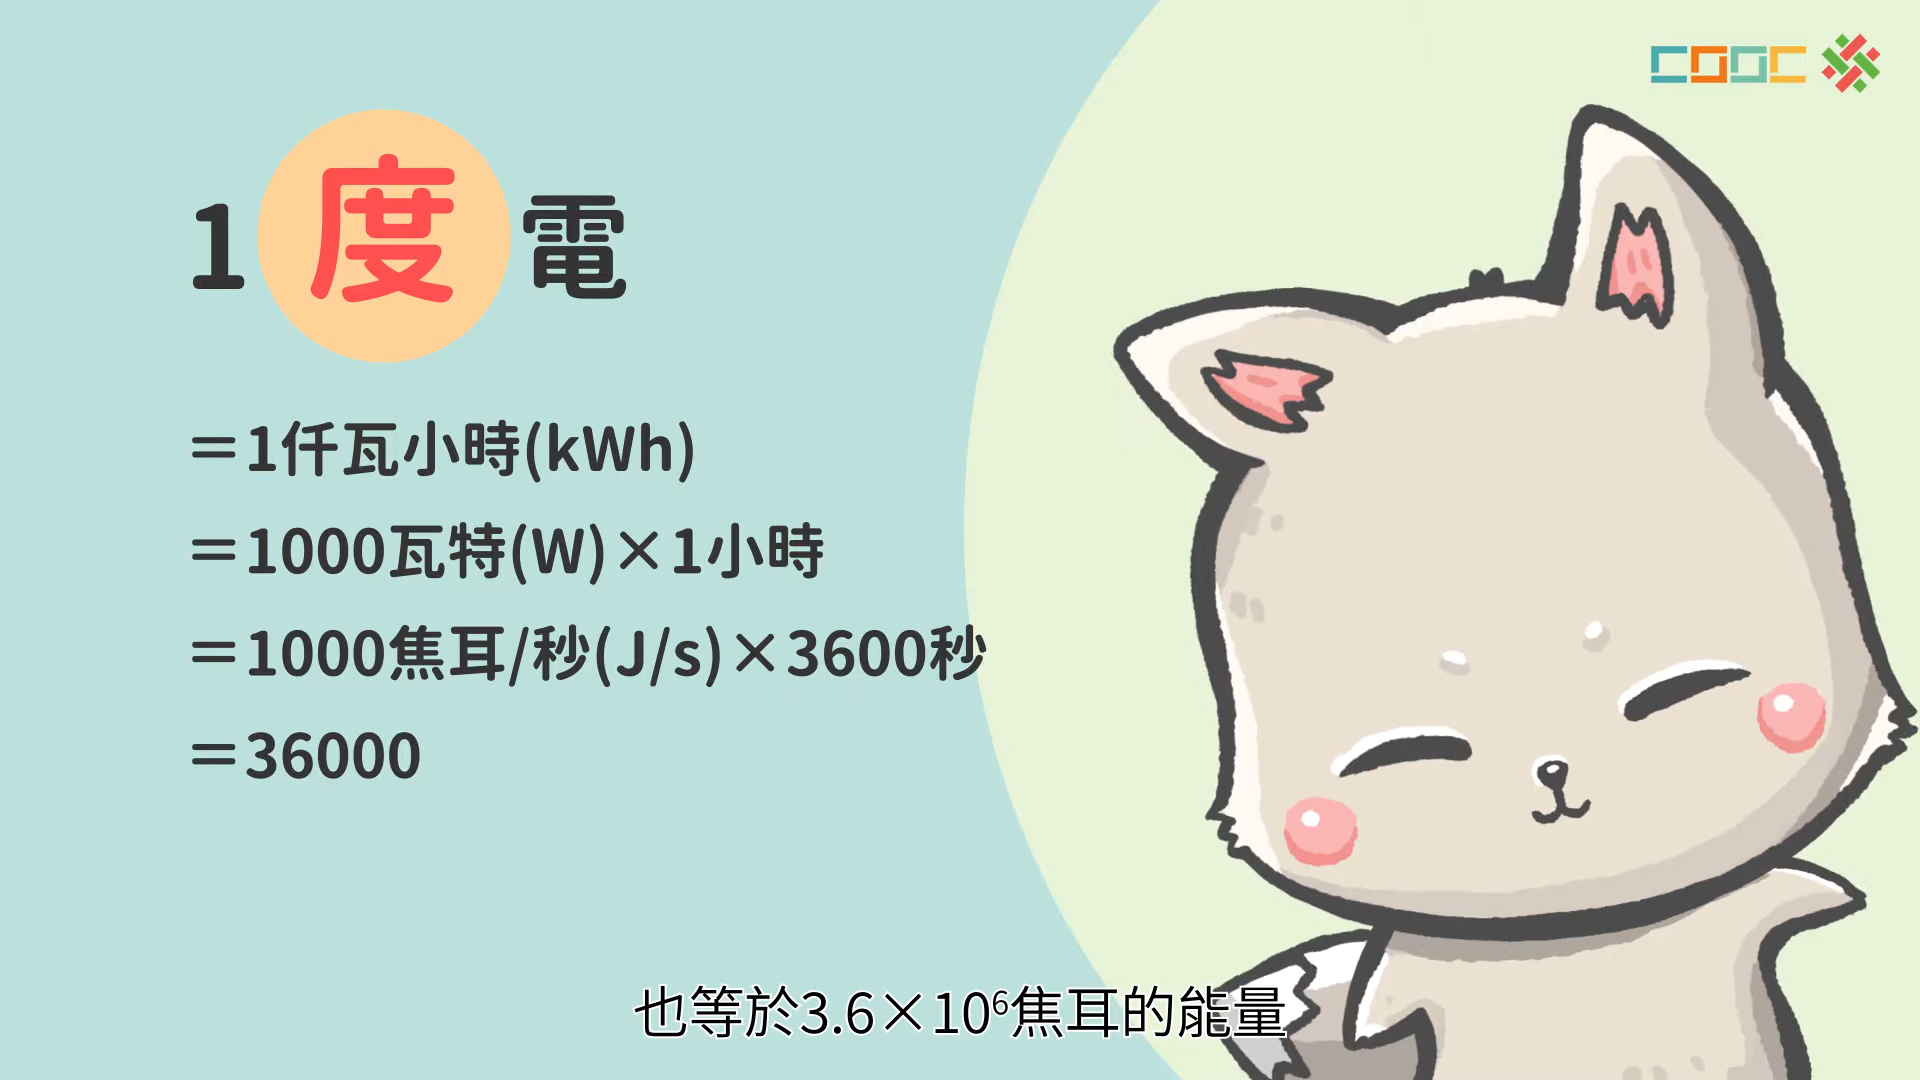 COOC
1度電
＝1仟瓦小時(kWh)
＝1000瓦特(W)×1小時
＝1000焦耳/秒(J/s)×3600秒
＝36000
也等於3.6×10⁶焦耳的能量